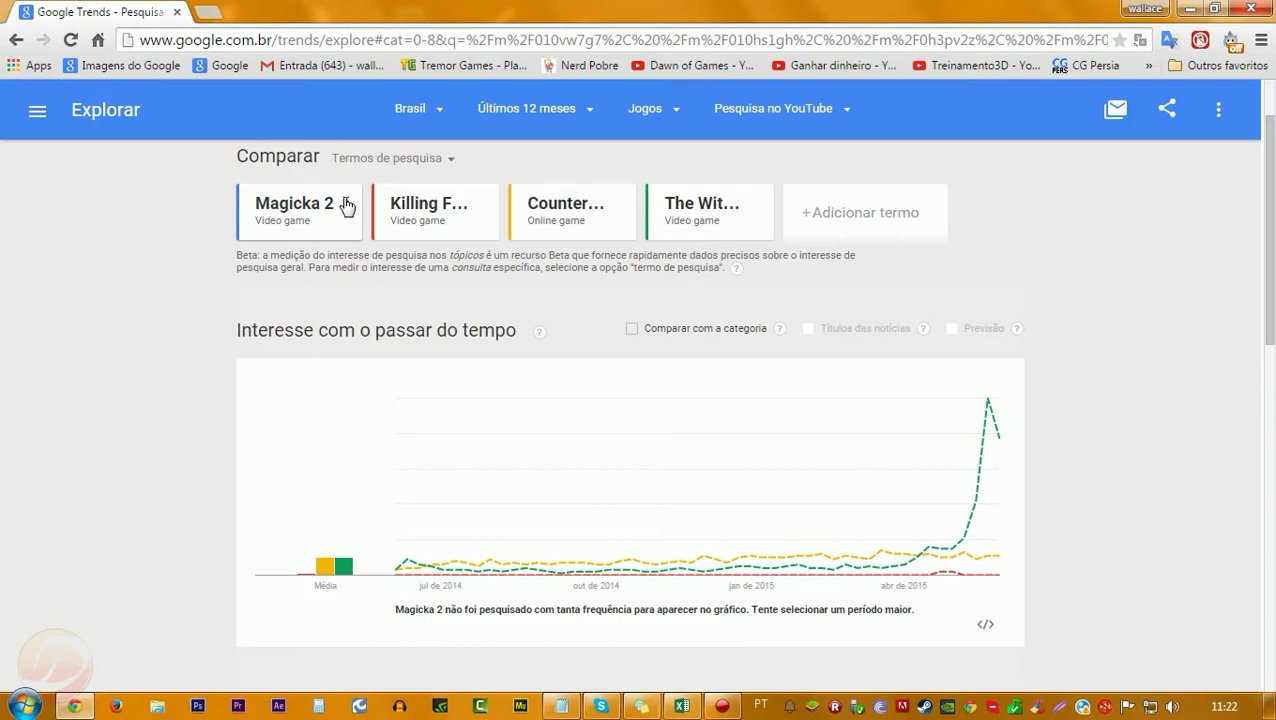 Google Trends - Pesquisa
wallace
www.google.com.br/trends/explore#cat=0-8&q=%2Fm%2F010vw7g7%2C%20%2Fm%2F010hs1gh%2C%20%2Fm%2F0h3pv2z%2C%20%2Fm%2F0
Apps Imagens do Google Google Entrada (643) - wall... Tremor Games - Pla... Nerd Pobre Dawn of Games - Y... Ganhar dinheiro - Y... Treinamento3D - Yo... CG Persia » Outros favoritos
Explorar Brasil Últimos 12 meses Jogos Pesquisa no YouTube
Comparar Termos de pesquisa
Magicka 2 Killing F... Counter... The Wit... +Adicionar termo
Video game Video game Online game Video game
Beta: a medição do interesse de pesquisa nos tópicos é um recurso Beta que fornece rapidamente dados precisos sobre o interesse de
pesquisa geral. Para medir o interesse de uma consulta específica, selecione a opção "termo de pesquisa". ?
Interesse com o passar do tempo ? Comparar com a categoria ? Títulos das notícias ? Previsão ?
Média jul de 2014 out de 2014 jan de 2015 abr de 2015
Magicka 2 não foi pesquisado com tanta frequência para aparecer no gráfico. Tente selecionar um período maior.
</>
Ps Pr Ae Mu PT 11:22